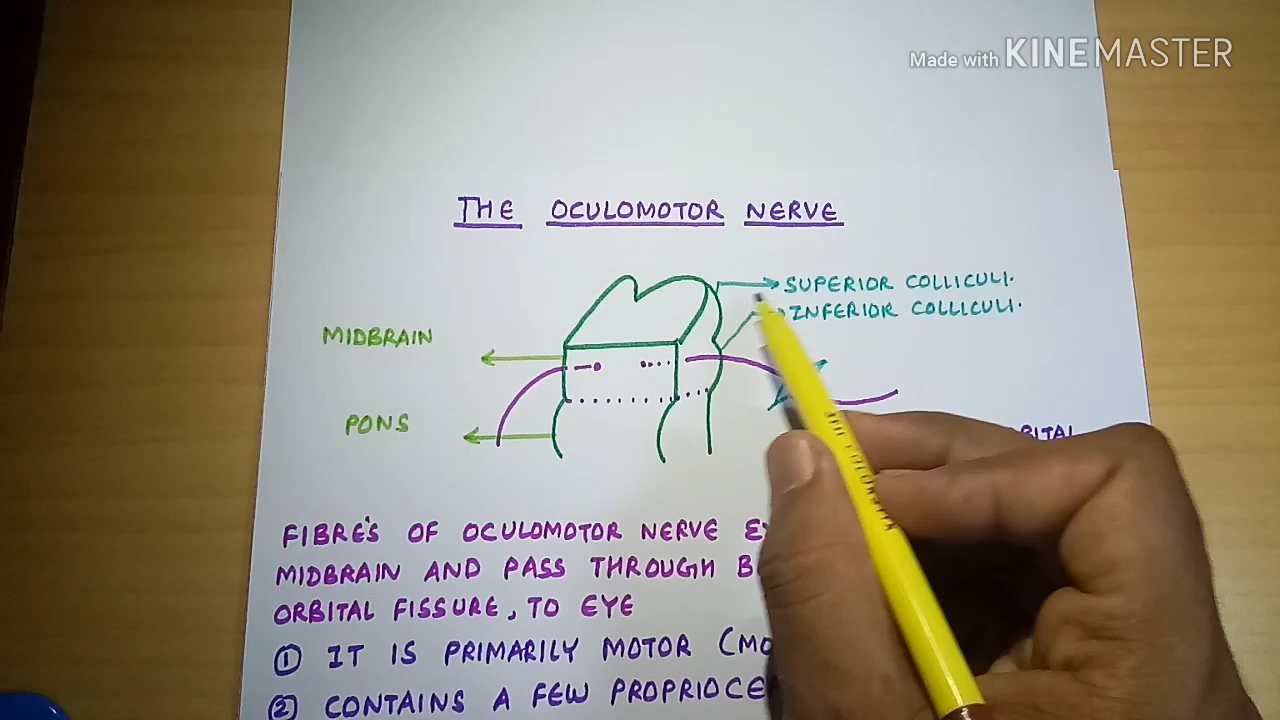 Made with KINEMASTER
THE OCULOMOTOR NERVE
SUPERIOR COLLICULI.
INFERIOR COLLICULI.
MIDBRAIN
PONS
FIBRE'S OF OCULOMOTOR NERVE
MIDBRAIN AND PASS THROUGH
ORBITAL FISSURE, TO EYE
① IT IS PRIMARILY MOTOR
② CONTAINS A FEW